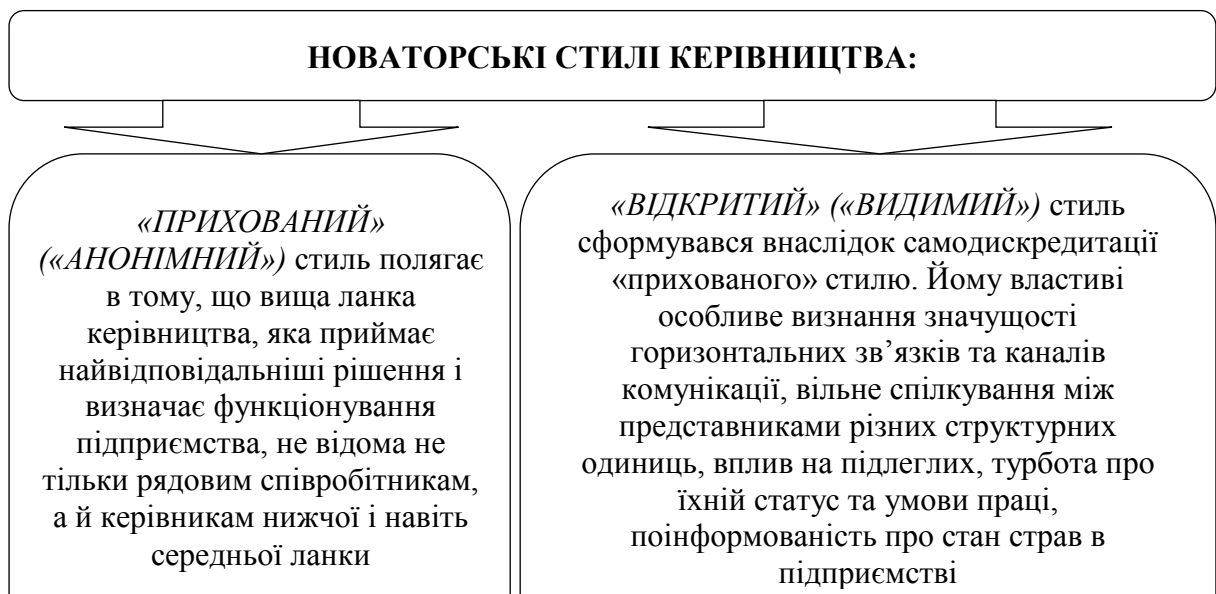 НОВАТОРСЬКІ СТИЛІ КЕРІВНИЦТВА:
«ПРИХОВАНИЙ»
(«АНОНІМНИЙ») стиль полягає
в тому, що вища ланка
керівництва, яка приймає
найвідповідальніші рішення і
визначає функціонування
підприємства, не відома не
тільки рядовим співробітникам,
а й керівникам нижчої і навіть
середньої ланки
«ВІДКРИТИЙ» («ВИДИМИЙ») стиль
сформувався внаслідок самодискредитації
«прихованого» стилю. Йому властиві
особливе визнання значущості
горизонтальних зв’язків та каналів
комунікації, вільне спілкування між
представниками різних структурних
одиниць, вплив на підлеглих, турбота про
їхній статус та умови праці,
поінформованість про стан страв в
підприємстві